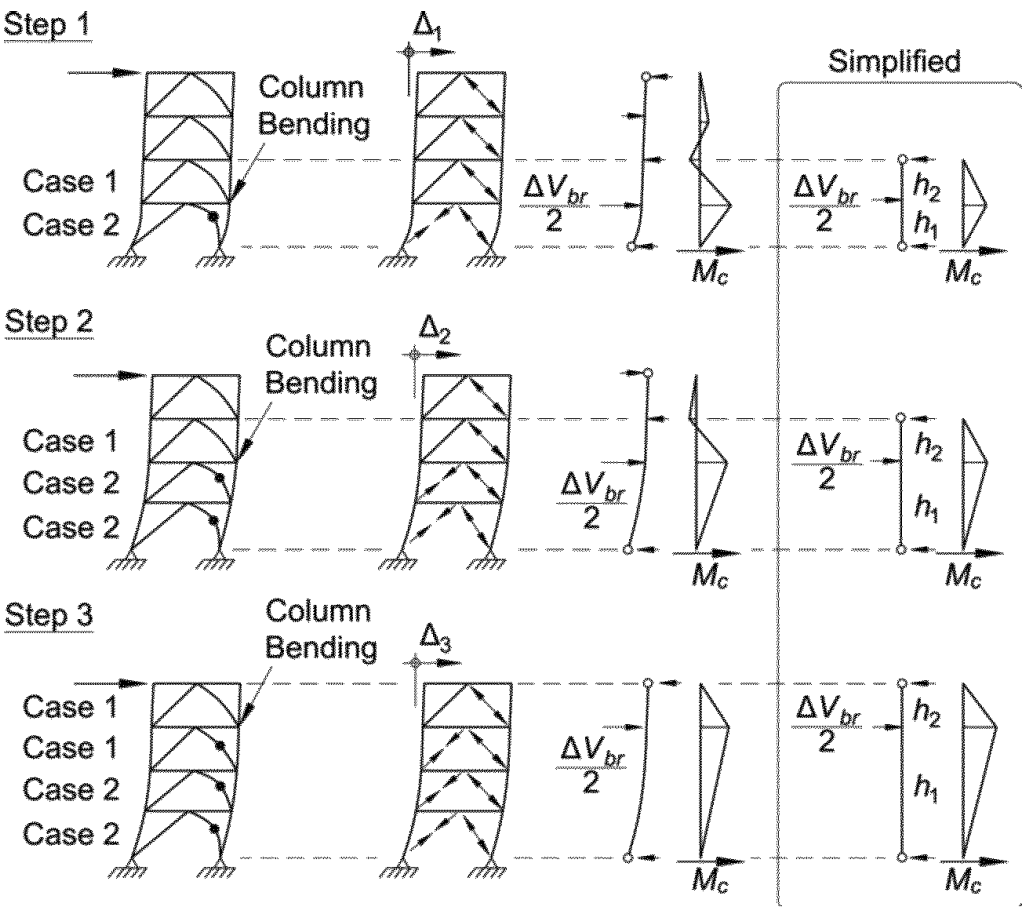 Step 1
Δ1
Simplified
Column
Bending
Case 1
Case 2
ΔVbr
2
Mc
ΔVbr
2
h2
h1
Mc
Step 2
Δ2
Column
Bending
Case 1
Case 2
Case 2
ΔVbr
2
Mc
ΔVbr
2
h2
h1
Mc
Step 3
Δ3
Column
Bending
Case 1
Case 1
Case 2
Case 2
ΔVbr
2
Mc
ΔVbr
2
h2
h1
Mc